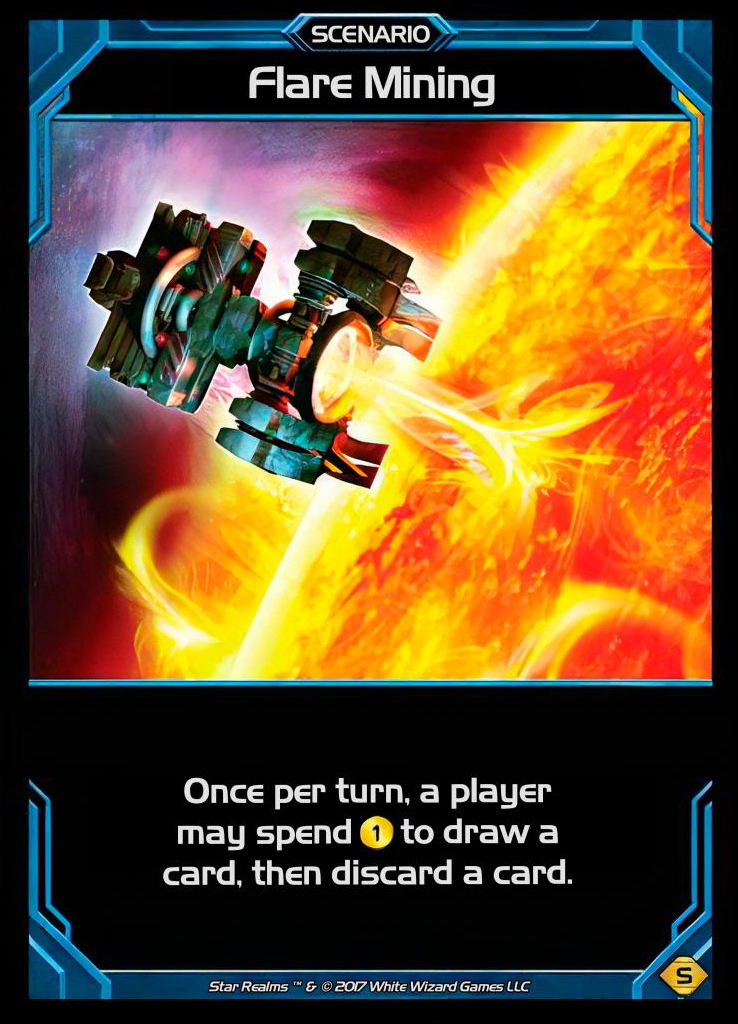 SCENARIO
Flare Mining
Once per turn, a player
may spend 1 to draw a
card, then discard a card.
Star Realms ™ & © 2017 White Wizard Games LLC
S